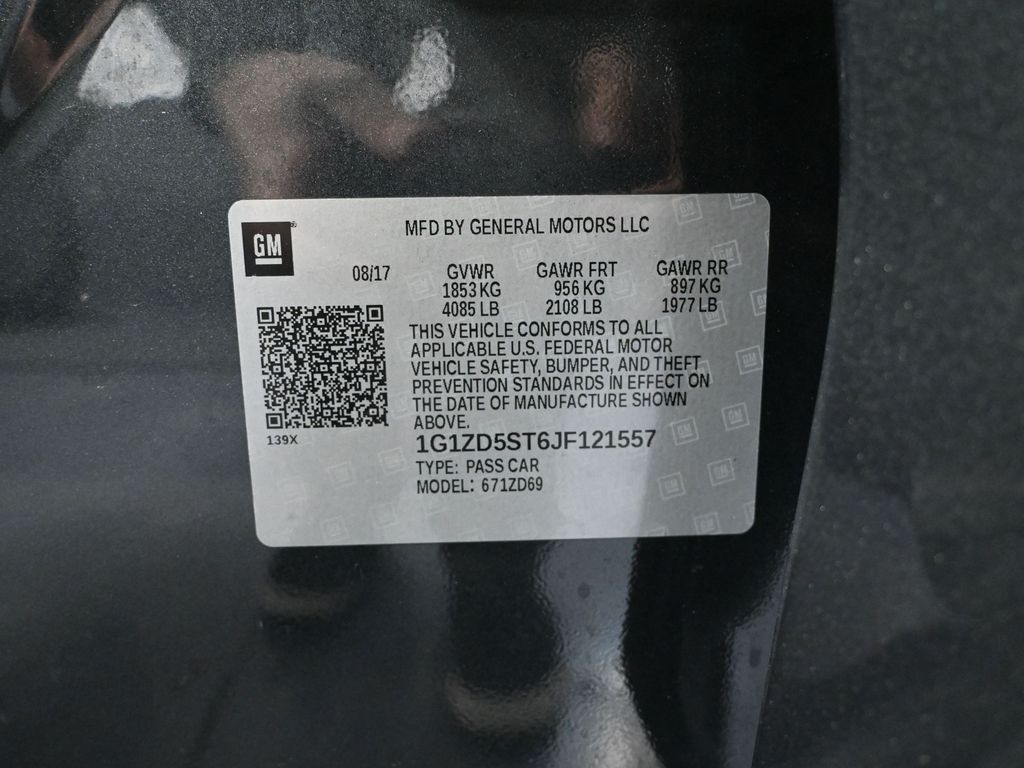 GM
MFD BY GENERAL MOTORS LLC
08/17 GVWR GAWR FRT GAWR RR
1853 KG 956 KG 897 KG
4085 LB 2108 LB 1977 LB
THIS VEHICLE CONFORMS TO ALL
APPLICABLE U.S. FEDERAL MOTOR
VEHICLE SAFETY, BUMPER, AND THEFT
PREVENTION STANDARDS IN EFFECT ON
THE DATE OF MANUFACTURE SHOWN
ABOVE.
139X
1G1ZD5ST6JF121557
TYPE: PASS CAR
MODEL: 671ZD69